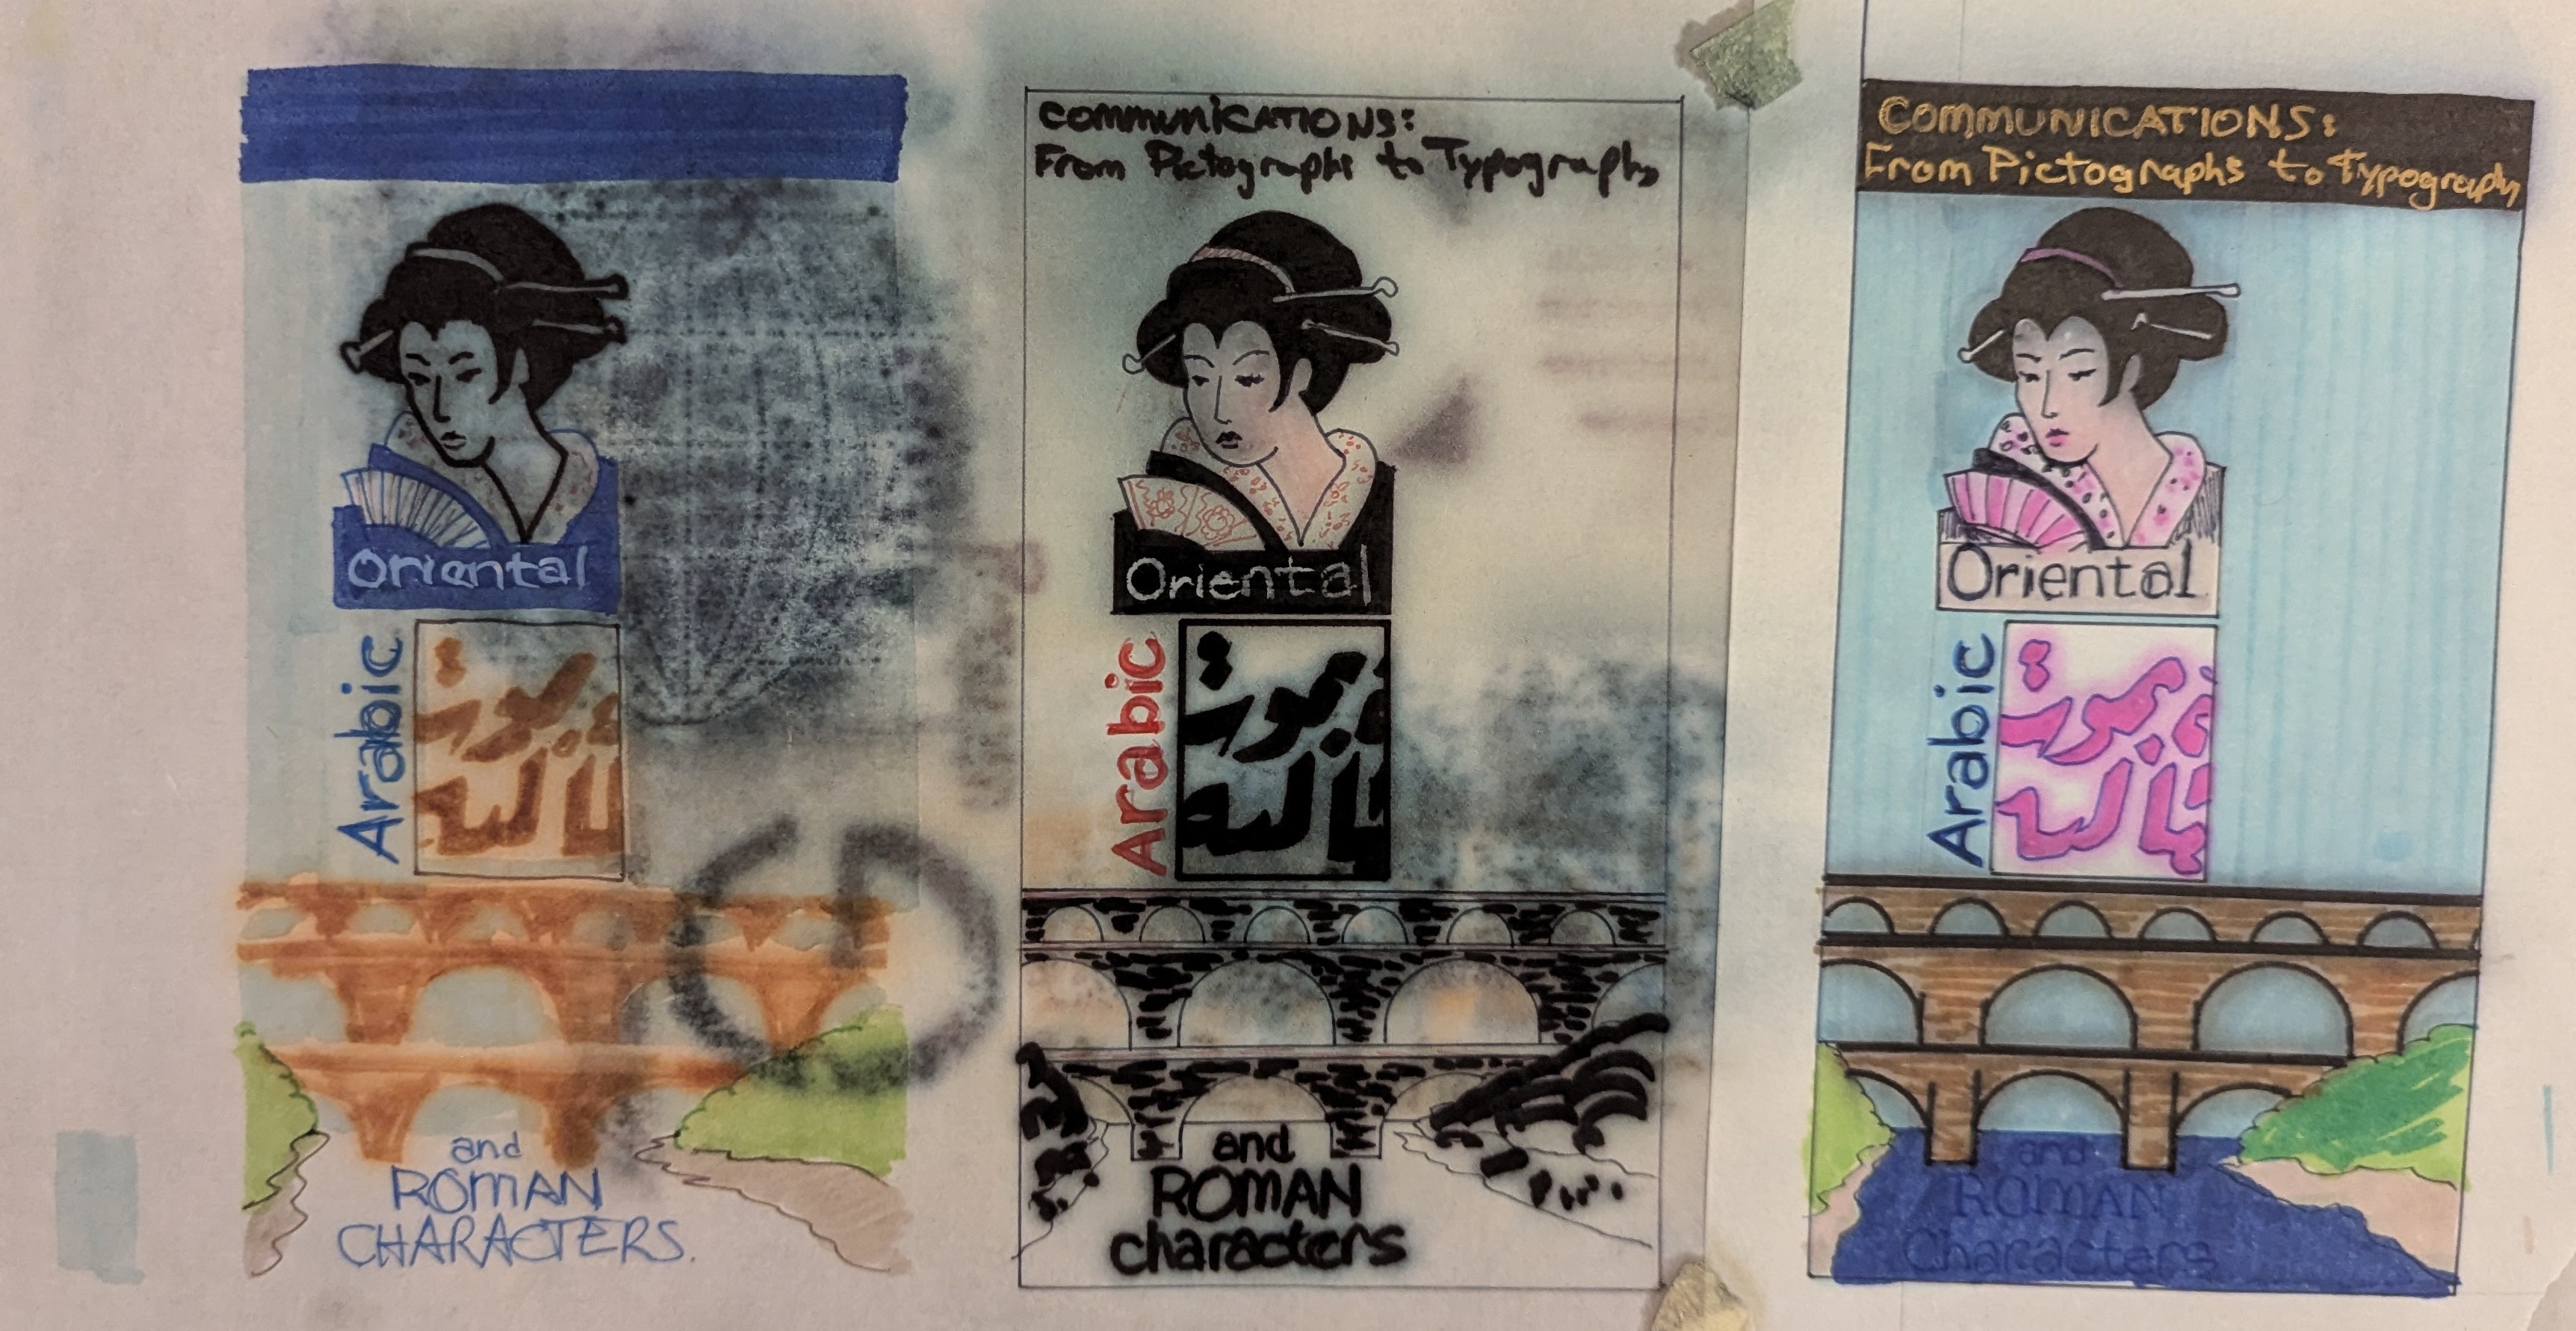 Oriental
Arabic
and
ROMAN
CHARACTERS.
COMMUNICATIONS:
From Pictographs to Typography
Oriental
Arabic
and
ROMAN
characters
COMMUNICATIONS:
From Pictographs to Typography
Oriental
Arabic
and
ROMAN
Characters